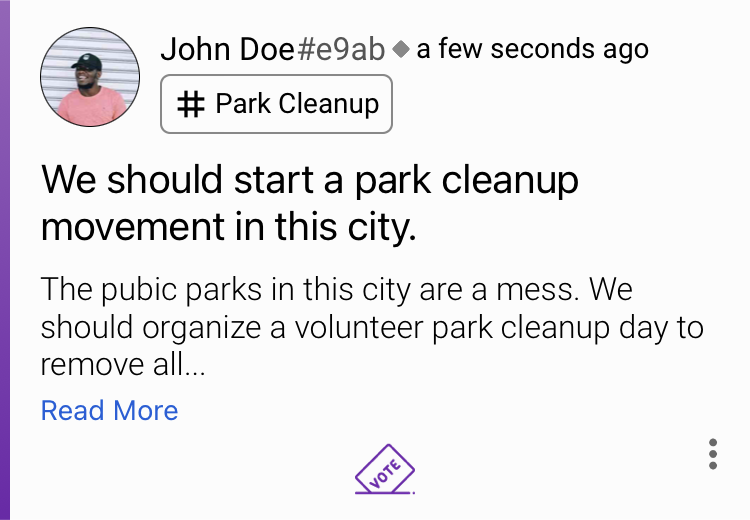 John Doe#e9ab ◆ a few seconds ago
# Park Cleanup
We should start a park cleanup
movement in this city.
The pubic parks in this city are a mess. We
should organize a volunteer park cleanup day to
remove all...
Read More
VOTE